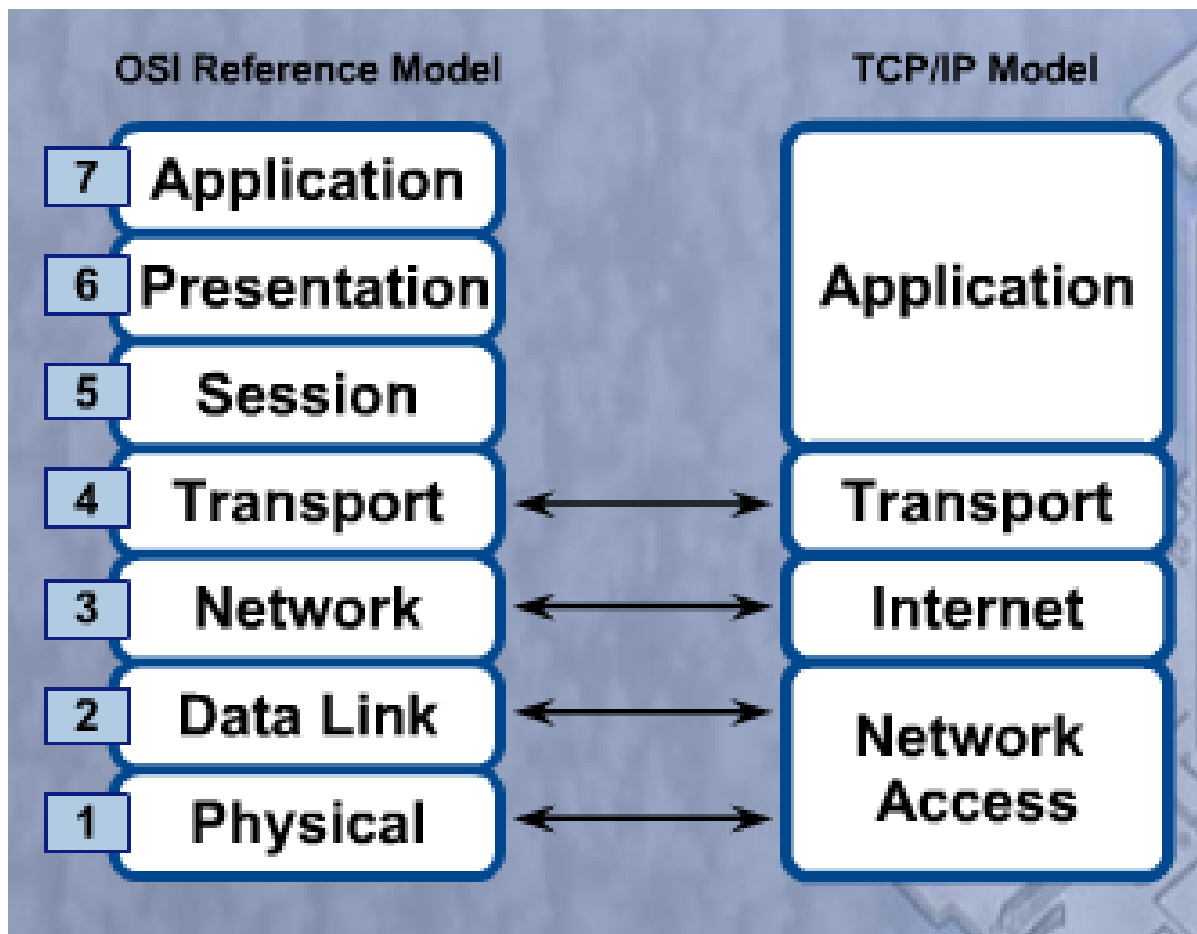 OSI Reference Model
TCP/IP Model
7 Application
6 Presentation
5 Session
4 Transport
3 Network
2 Data Link
1 Physical
Application
Transport
Internet
Network
Access